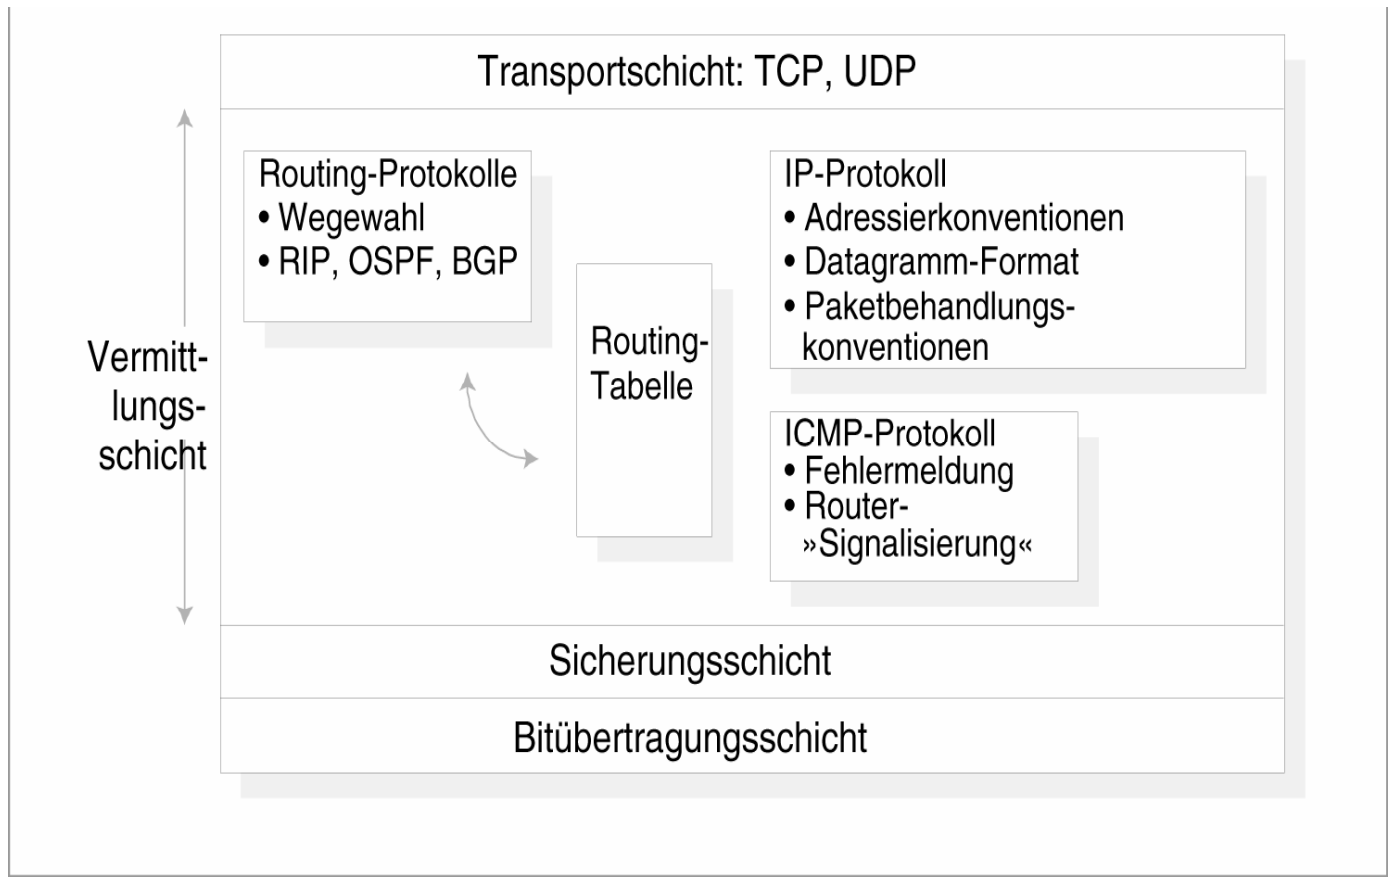 Transportschicht: TCP, UDP
Vermitt-
lungs-
schicht
Routing-Protokolle
• Wegewahl
• RIP, OSPF, BGP
Routing-
Tabelle
IP-Protokoll
• Adressierkonventionen
• Datagramm-Format
• Paketbehandlungs-
konventionen
ICMP-Protokoll
• Fehlermeldung
• Router-
»Signalisierung«
Sicherungsschicht
Bitübertragungsschicht